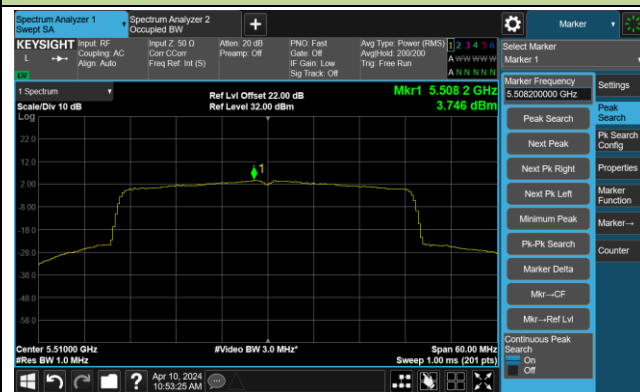 Spectrum Analyzer 1
Swept SA
Spectrum Analyzer 2
Occupied BW
Marker
KEYSIGHT
L
Input: RF
Coupling: AC
Align: Auto
Input Z: 50 Ω
Corr CCorr
Freq Ref: Int (S)
Atten: 20 dB
Preamp: Off
PNO: Fast
Gate: Off
IF Gain: Low
Sig Track: Off
Avg Type: Power (RMS)
Avg|Hold: 200/200
Trig: Free Run
1 2 3 4 5 6
A W W W W W
A N N N N N
Select Marker
Marker 1
Marker Frequency
5.508200000 GHz
Settings
Peak Search
Next Peak
Next Pk Right
Next Pk Left
Minimum Peak
Pk-Pk Search
Marker Delta
Mkr→CF
Mkr→Ref Lvl
Continuous Peak
Search
On
Off
Peak
Search
Pk Search
Config
Properties
Marker
Function
Marker→
Counter
1 Spectrum
Scale/Div 10 dB
Log
Ref Lvl Offset 22.00 dB
Ref Level 32.00 dBm
Mkr1 5.508 2 GHz
3.746 dBm
22.0
12.0
2.00
-8.00
-18.0
-28.0
-38.0
-48.0
-58.0
1
Center 5.51000 GHz
#Res BW 1.0 MHz
#Video BW 3.0 MHz*
Span 60.00 MHz
Sweep 1.00 ms (201 pts)
?
Apr 10, 2024
10:53:25 AM